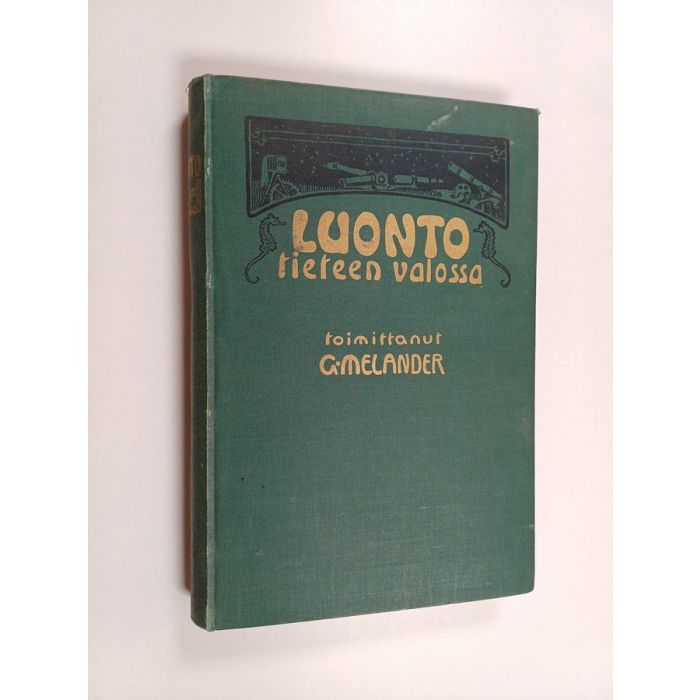 LUONTO
tieteen valossa
toimittanut
G·MELANDER